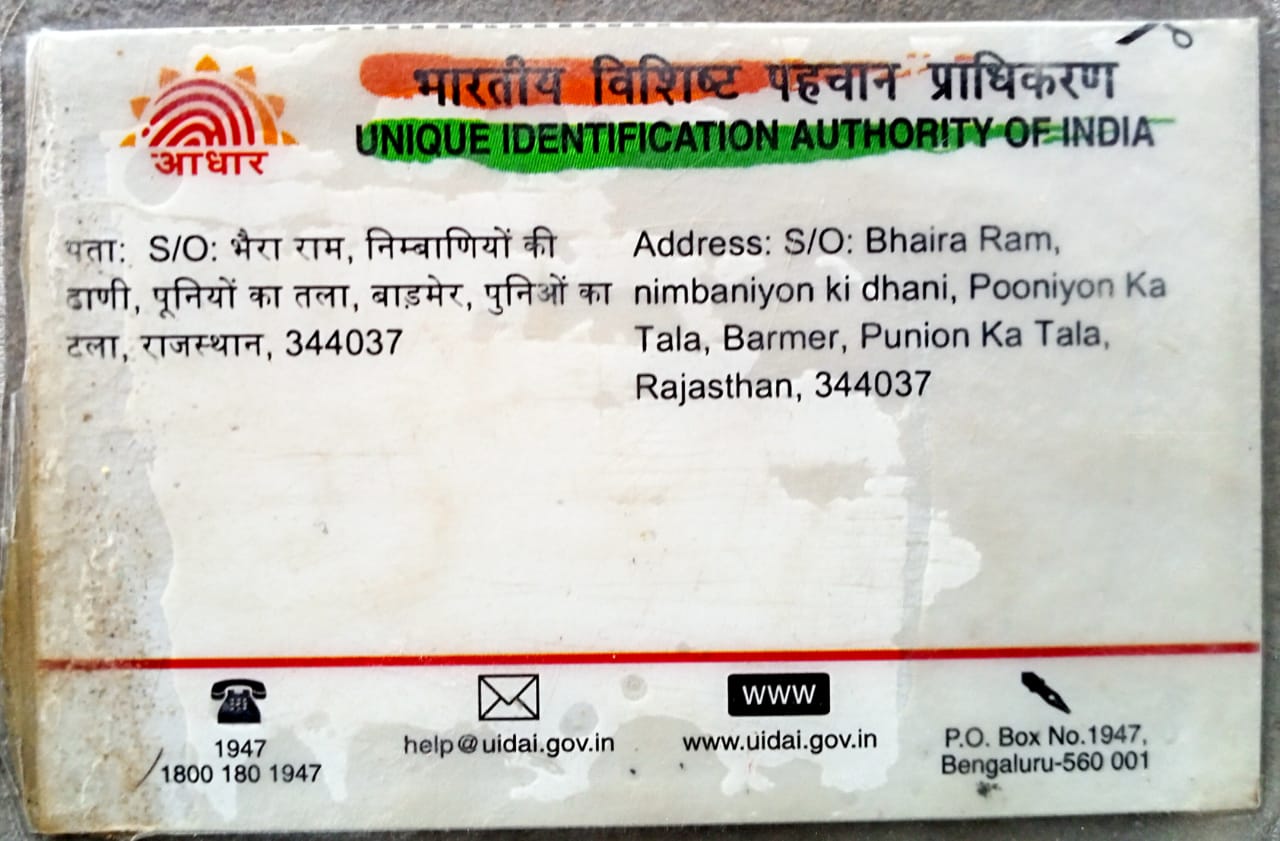 भारतीय विशिष्ट पहचान प्राधिकरण
UNIQUE IDENTIFICATION AUTHORITY OF INDIA
आधार
पता: S/O: भैरा राम, निम्बाणियों की
ढाणी, पूनियों का तला, बाड़मेर, पुनिओं का
टला, राजस्थान, 344037
Address: S/O: Bhaira Ram,
nimbaniyon ki dhani, Pooniyon Ka
Tala, Barmer, Punion Ka Tala,
Rajasthan, 344037
1947
1800 180 1947
help@uidai.gov.in
www
www.uidai.gov.in
P.O. Box No.1947,
Bengaluru-560 001